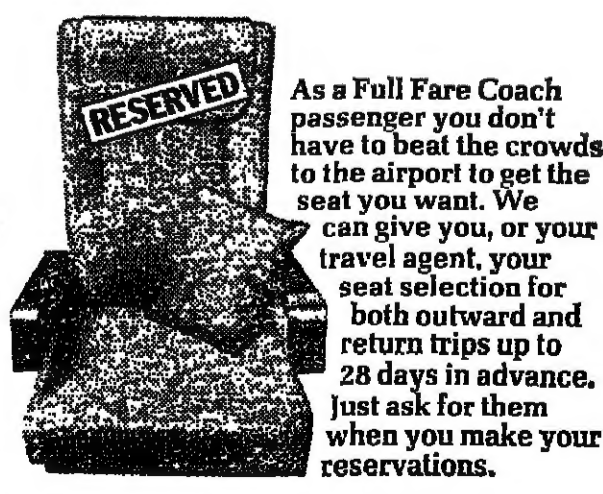 RESERVED
As a Full Fare Coach
passenger you don't
have to beat the crowds
to the airport to get the
seat you want. We
can give you, or your
travel agent, your
seat selection for
both outward and
return trips up to
28 days in advance.
Just ask for them
when you make your
reservations.